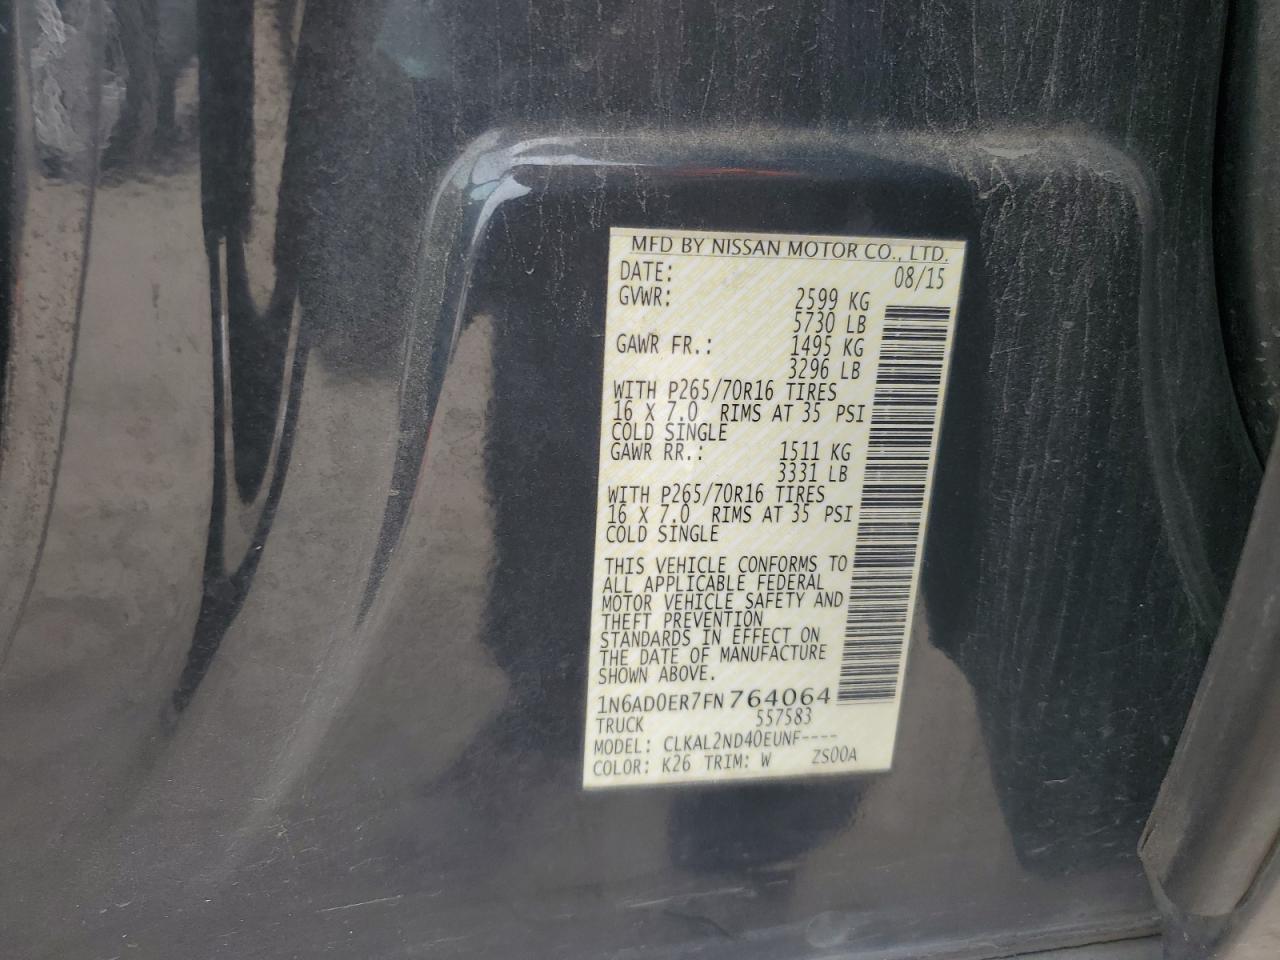 MFD BY NISSAN MOTOR CO., LTD.
DATE: 08/15
GVWR: 2599 KG
5730 LB
GAWR FR.: 1495 KG
3296 LB
WITH P265/70R16 TIRES
16 X 7.0 RIMS AT 35 PSI
COLD SINGLE
GAWR RR.: 1511 KG
3331 LB
WITH P265/70R16 TIRES
16 X 7.0 RIMS AT 35 PSI
COLD SINGLE
THIS VEHICLE CONFORMS TO
ALL APPLICABLE FEDERAL
MOTOR VEHICLE SAFETY AND
THEFT PREVENTION
STANDARDS IN EFFECT ON
THE DATE OF MANUFACTURE
SHOWN ABOVE.
1N6AD0ER7FN764064
TRUCK 557583
MODEL: CLKAL2ND40EUNF----
COLOR: K26 TRIM: W ZS00A